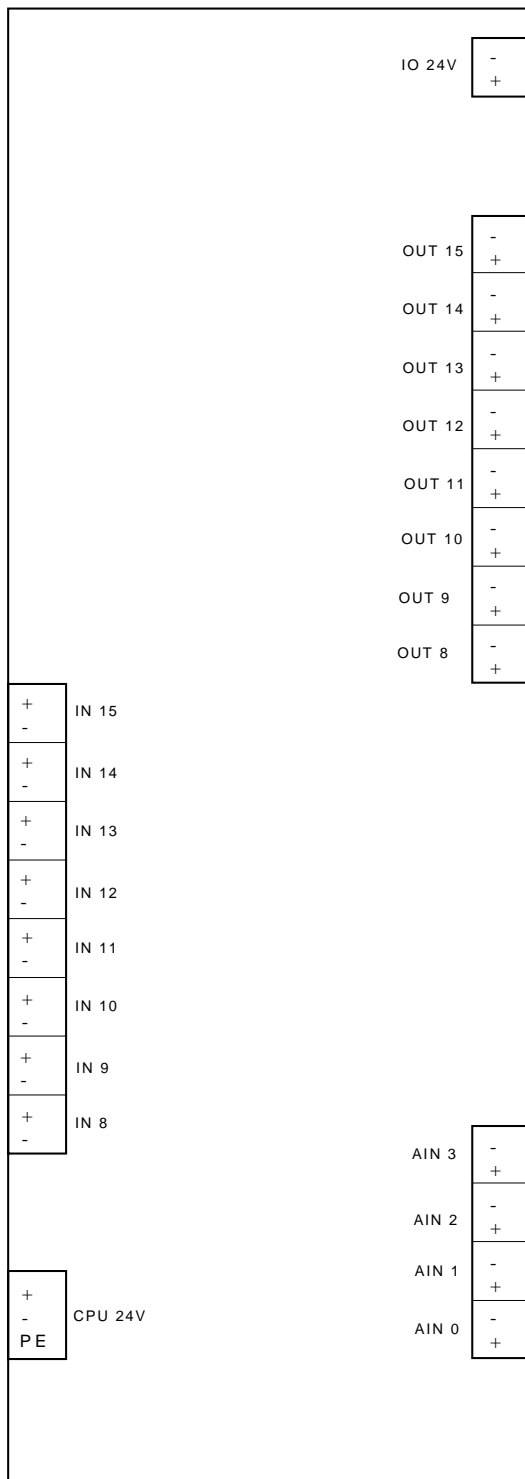 IO 24V
-
+
OUT 15
-
+
OUT 14
-
+
OUT 13
-
+
OUT 12
-
+
OUT 11
-
+
OUT 10
-
+
OUT 9
-
+
OUT 8
-
+
+
-
IN 15
+
-
IN 14
+
-
IN 13
+
-
IN 12
+
-
IN 11
+
-
IN 10
+
-
IN 9
+
-
IN 8
AIN 3
-
+
AIN 2
-
+
AIN 1
-
+
AIN 0
-
+
+
-
PE
CPU 24V